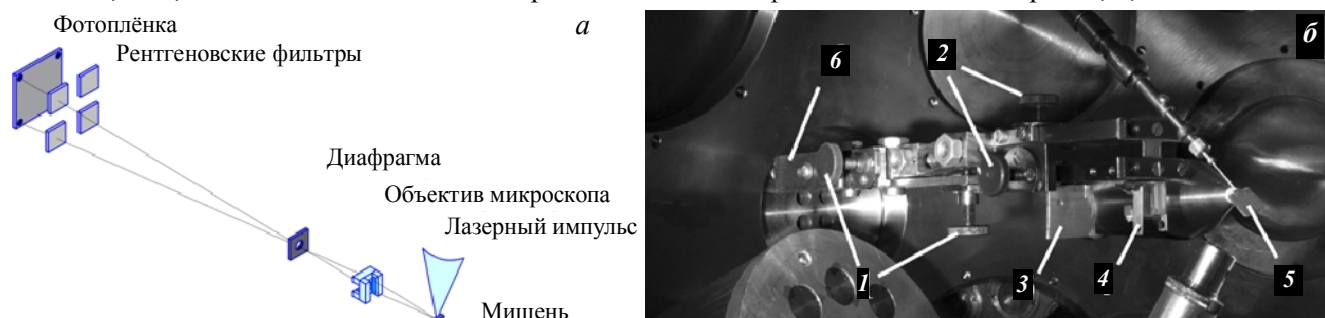 Фотоплёнка
а
Рентгеновские фильтры
Диафрагма
Объектив микроскопа
Лазерный импульс
Мишень
б
6
2
1
3
4
5